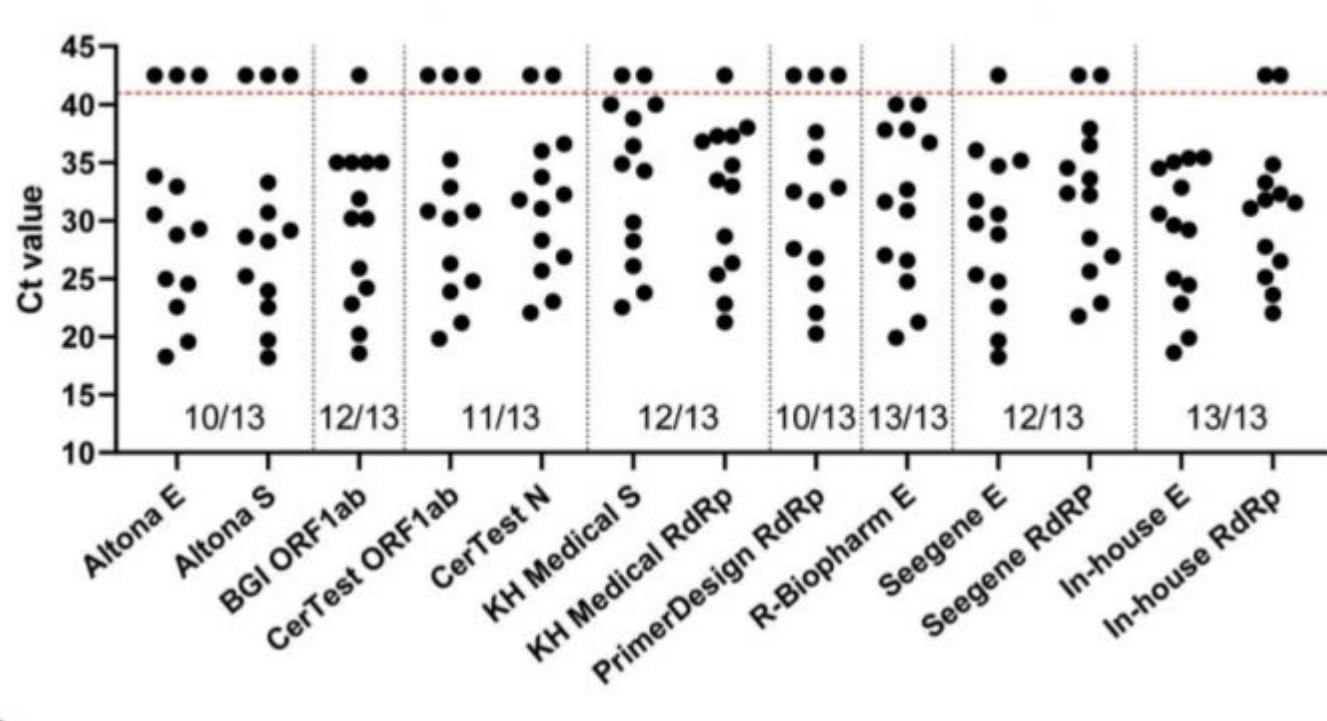 45
40
35
30
25
20
15
10
Ct value
10/13
12/13
11/13
12/13
10/13
13/13
12/13
13/13
Altona E
Altona S
BGI ORF1ab
CerTest ORF1ab
CerTest N
KH Medical S
KH Medical RdRp
PrimerDesign RdRp
R-Biopharm E
Seegene E
Seegene RdRP
In-house E
In-house RdRp